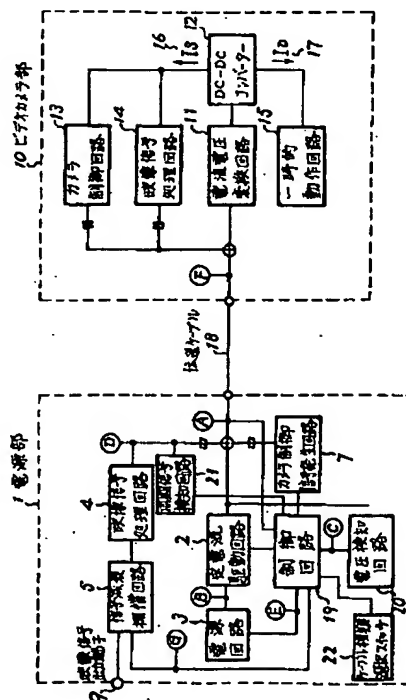 10 ビデオカメラ部
13
カメラ
制御回路
14
映像信号
処理回路
16
IS
12
DC-DC
コンバーター
11
電流電圧
変換回路
15
一時的
動作回路
ID
17
F
伝送ケーブル
18
1 電源部
D
A
4
映像信号
処理回路
同期信号
検知回路
21
カメラ制御
信号発生回路
7
5
信号減衰
補償回路
2
定電流
駆動回路
B
3
電源
回路
G
E
制御
回路
19
C
電圧検知
回路
20
22
ケーブル種類
選択スイッチ
映像信号
出力端子